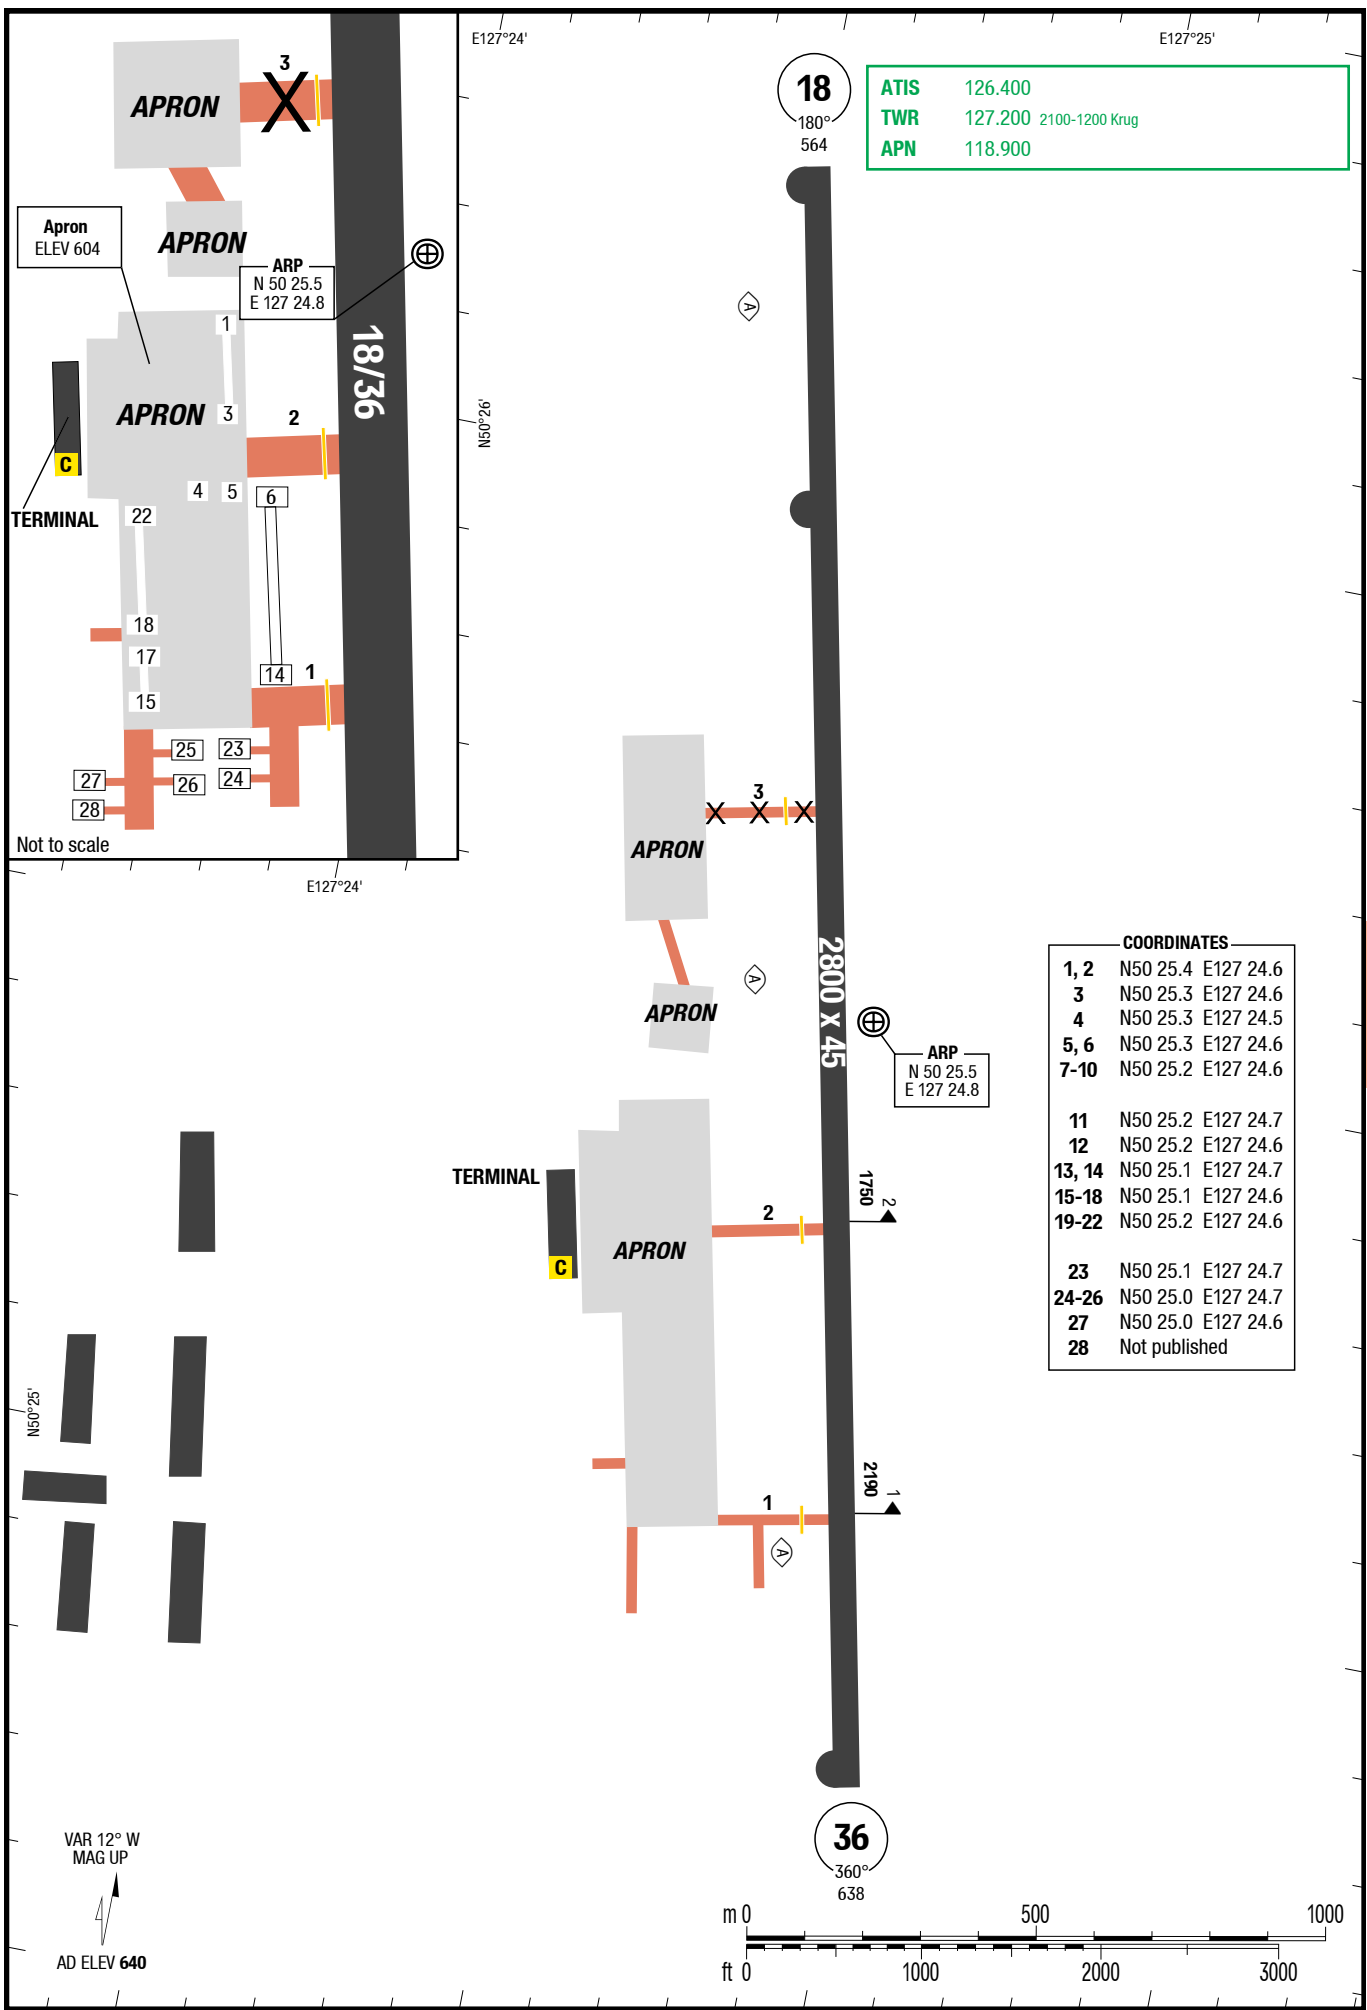 E127°24'
E127°25'
18
180°
564
ATIS 126.400
TWR 127.200 2100-1200 Krug
APN 118.900
3
APRON
Apron
ELEV 604
APRON
ARP
N 50 25.5
E 127 24.8
18/36
1
APRON
3
2
C
TERMINAL
4
5
6
22
18
17
15
14
1
25
23
27
26
24
28
Not to scale
N50°26'
E127°24'
3
APRON
APRON
2800 x 45
ARP
N 50 25.5
E 127 24.8
A
A
A
TERMINAL
C
APRON
2
1750
2
1
2190
1
COORDINATES
1, 2 N50 25.4 E127 24.6
3 N50 25.3 E127 24.6
4 N50 25.3 E127 24.5
5, 6 N50 25.3 E127 24.6
7-10 N50 25.2 E127 24.6
11 N50 25.2 E127 24.7
12 N50 25.2 E127 24.6
13, 14 N50 25.1 E127 24.7
15-18 N50 25.1 E127 24.6
19-22 N50 25.2 E127 24.6
23 N50 25.1 E127 24.7
24-26 N50 25.0 E127 24.7
27 N50 25.0 E127 24.6
28 Not published
N50°25'
36
360°
638
VAR 12° W
MAG UP
AD ELEV 640
m 0 500 1000
ft 0 1000 2000 3000